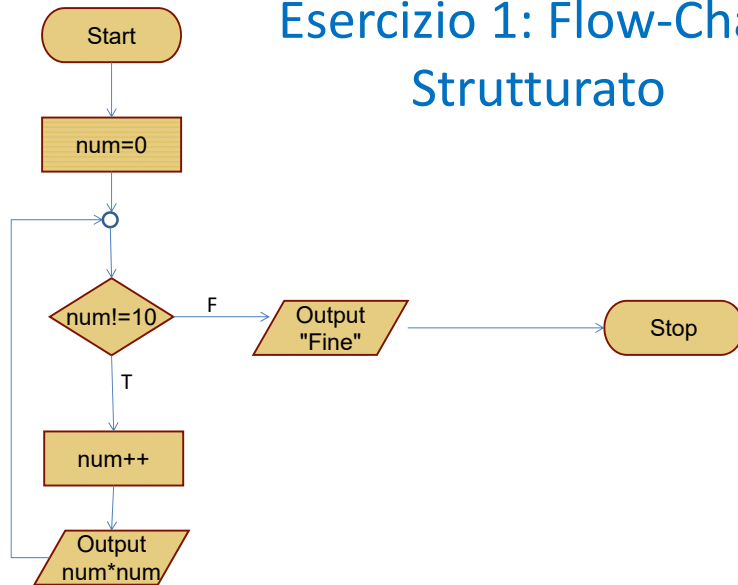 Esercizio 1: Flow-Cha
Strutturato
Start
num=0
num!=10
F
Output
"Fine"
Stop
T
num++
Output
num*num